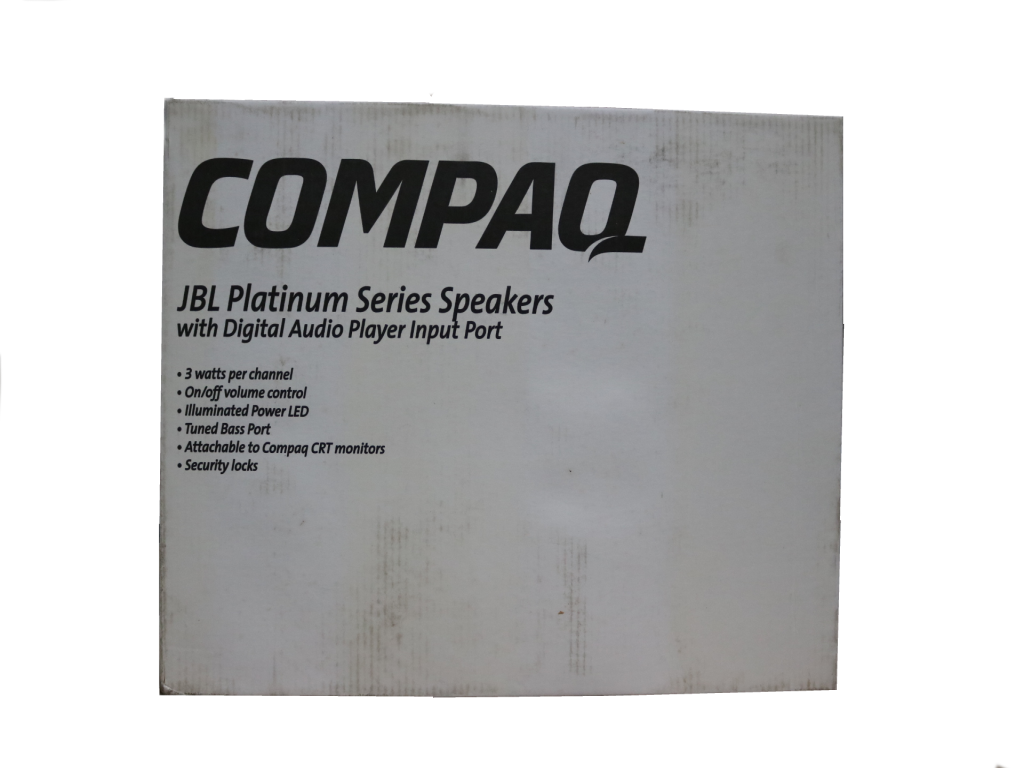 COMPAQ
JBL Platinum Series Speakers
with Digital Audio Player Input Port
• 3 watts per channel
• On/off volume control
• Illuminated Power LED
• Tuned Bass Port
• Attachable to Compaq CRT monitors
• Security locks